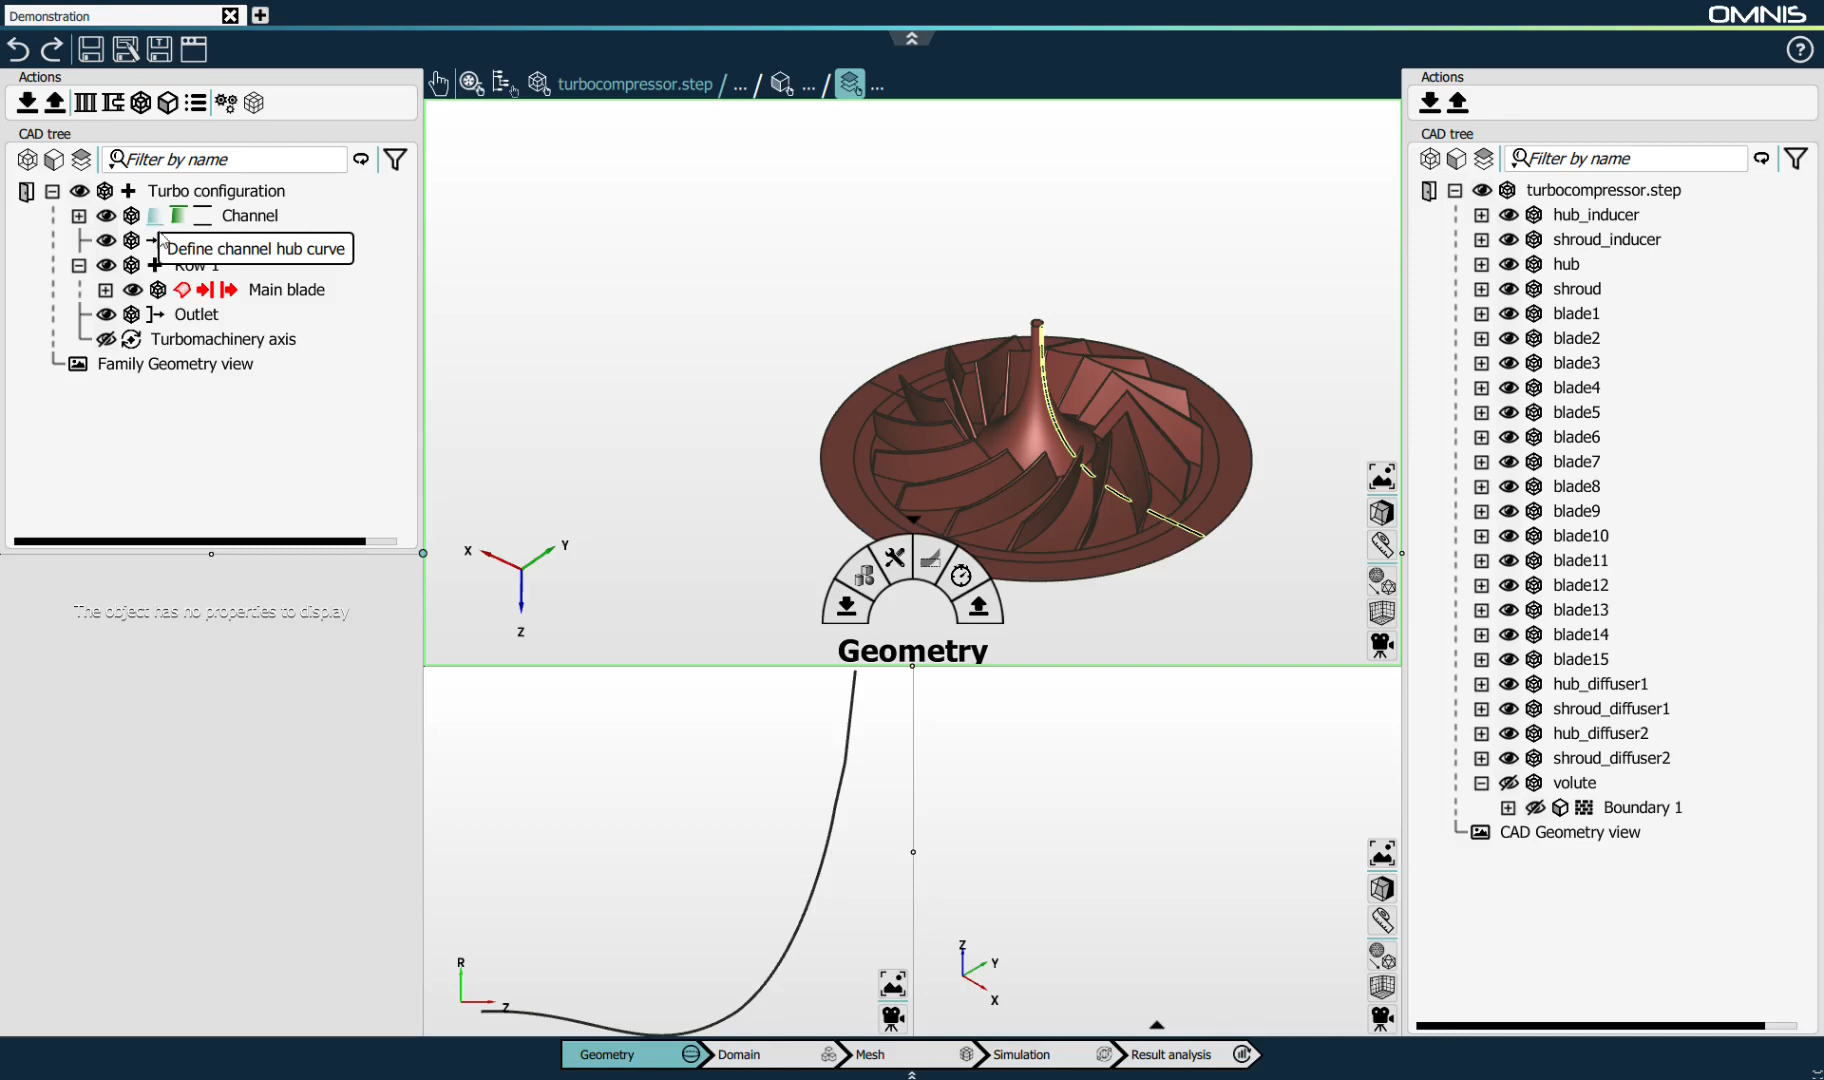 Demonstration
OMNIS
Actions
CAD tree
Filter by name
Turbo configuration
Channel
Define channel hub curve
Row 1
Main blade
Outlet
Turbomachinery axis
Family Geometry view
The object has no properties to display
turbocompressor.step / ... / ... / ...
X
Y
Z
Geometry
R
Z
Z
Y
X
Actions
CAD tree
Filter by name
turbocompressor.step
hub_inducer
shroud_inducer
hub
shroud
blade1
blade2
blade3
blade4
blade5
blade6
blade7
blade8
blade9
blade10
blade11
blade12
blade13
blade14
blade15
hub_diffuser1
shroud_diffuser1
hub_diffuser2
shroud_diffuser2
volute
Boundary 1
CAD Geometry view
Geometry
Domain
Mesh
Simulation
Result analysis